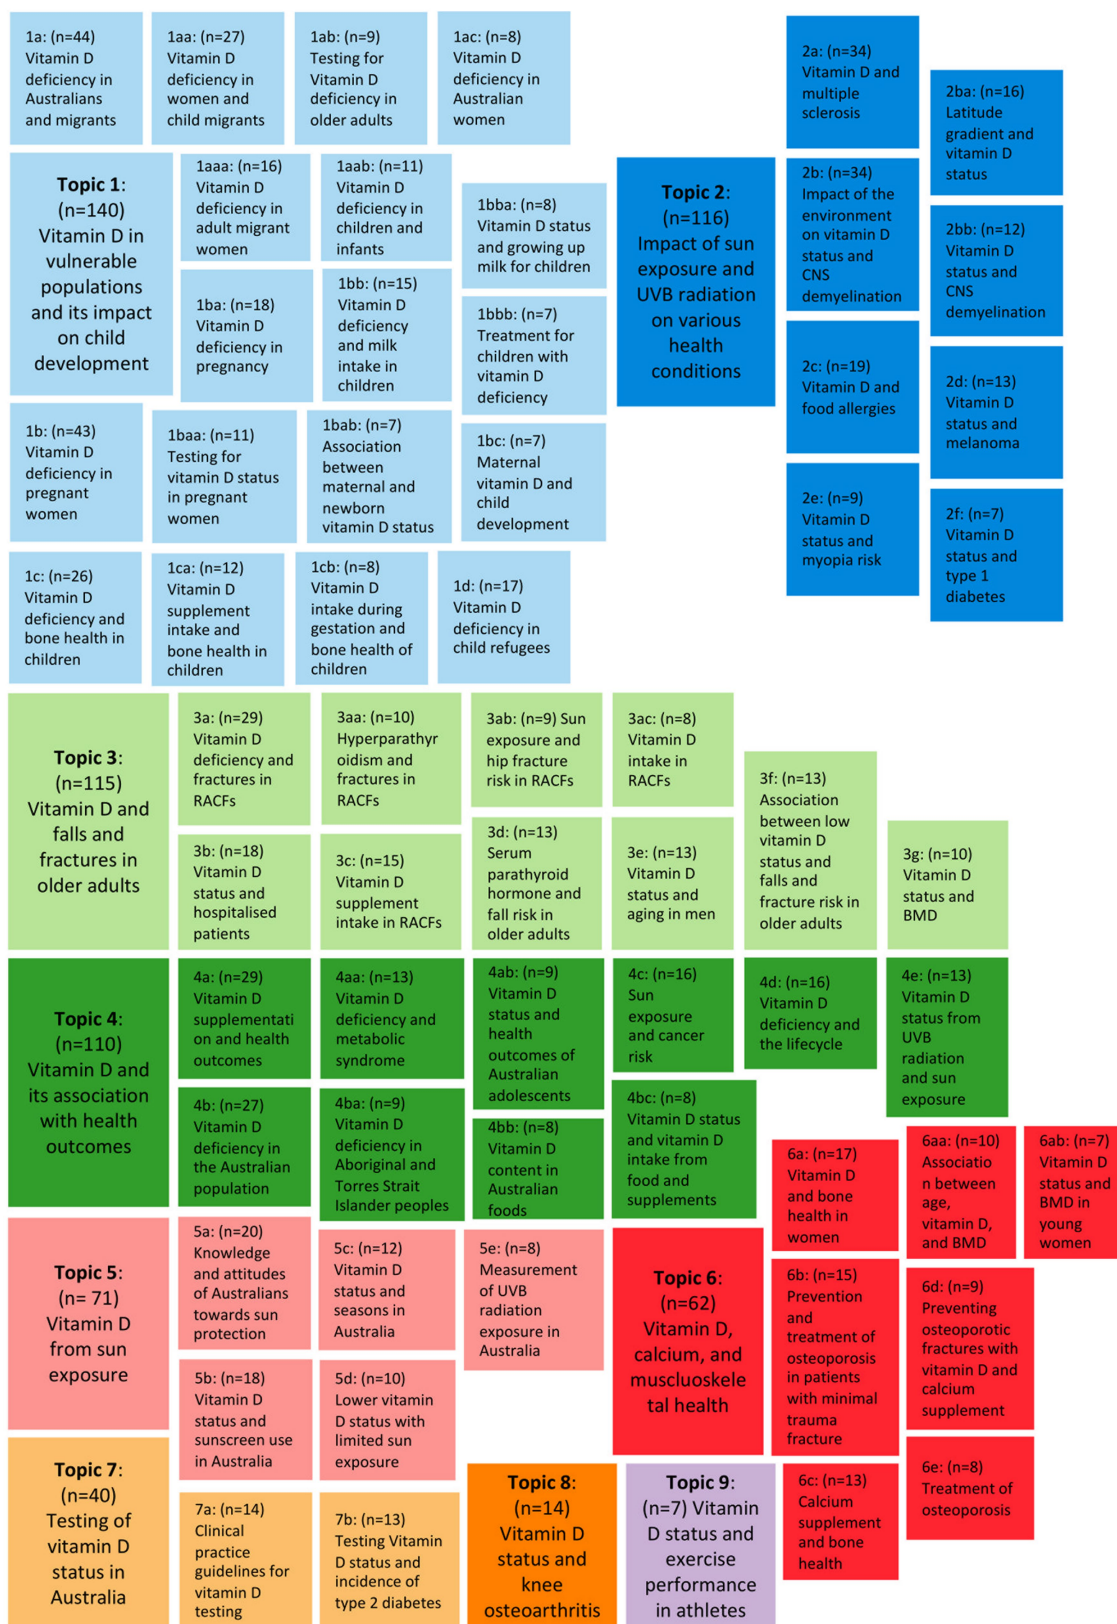 1a: (n=44)
Vitamin D
deficiency in
Australians
and migrants
1aa: (n=27)
Vitamin D
deficiency in
women and
child migrants
1ab: (n=9)
Testing for
Vitamin D
deficiency in
older adults
1ac: (n=8)
Vitamin D
deficiency in
Australian
women
Topic 1:
(n=140)
Vitamin D in
vulnerable
populations
and its impact
on child
development
1aaa: (n=16)
Vitamin D
deficiency in
adult migrant
women
1aab: (n=11)
Vitamin D
deficiency in
children and
infants
1bba: (n=8)
Vitamin D status
and growing up
milk for children
1ba: (n=18)
Vitamin D
deficiency in
pregnancy
1bb: (n=15)
Vitamin D
deficiency
and milk
intake in
children
1bbb: (n=7)
Treatment for
children with
vitamin D
deficiency
1b: (n=43)
Vitamin D
deficiency in
pregnant
women
1baa: (n=11)
Testing for
vitamin D status
in pregnant
women
1bab: (n=7)
Association
between
maternal and
newborn
vitamin D status
1bc: (n=7)
Maternal
vitamin D and
child
development
1c: (n=26)
Vitamin D
deficiency and
bone health in
children
1ca: (n=12)
Vitamin D
supplement
intake and
bone health in
children
1cb: (n=8)
Vitamin D
intake during
gestation and
bone health of
children
1d: (n=17)
Vitamin D
deficiency in
child refugees
Topic 2:
(n=116)
Impact of sun
exposure and
UVB radiation
on various
health
conditions
2a: (n=34)
Vitamin D and
multiple
sclerosis
2ba: (n=16)
Latitude
gradient and
vitamin D
status
2b: (n=34)
Impact of the
environment
on vitamin D
status and CNS
demyelination
2bb: (n=12)
Vitamin D
status and
CNS
demyelination
2c: (n=19)
Vitamin D and
food allergies
2d: (n=13)
Vitamin D
status and
melanoma
2e: (n=9)
Vitamin D
status and
myopia risk
2f: (n=7)
Vitamin D
status and
type 1
diabetes
Topic 3:
(n=115)
Vitamin D and
falls and
fractures in
older adults
3a: (n=29)
Vitamin D
deficiency and
fractures in
RACFs
3aa: (n=10)
Hyperparathyr
oidism and
fractures in
RACFs
3ab: (n=9) Sun
exposure and
hip fracture
risk in RACFs
3ac: (n=8)
Vitamin D
intake in
RACFs
3b: (n=18)
Vitamin D
status and
hospitalised
patients
3c: (n=15)
Vitamin D
supplement
intake in RACFs
3d: (n=13)
Serum
parathyroid
hormone and
fall risk in
older adults
3e: (n=13)
Vitamin D
status and
aging in men
3f: (n=13)
Association
between low
vitamin D
status and
falls and
fracture risk in
older adults
3g: (n=10)
Vitamin D
status and
BMD
Topic 4:
(n=110)
Vitamin D and
its association
with health
outcomes
4a: (n=29)
Vitamin D
supplementati
on and health
outcomes
4aa: (n=13)
Vitamin D
deficiency and
metabolic
syndrome
4ab: (n=9)
Vitamin D
status and
health
outcomes of
Australian
adolescents
4c: (n=16)
Sun
exposure
and cancer
risk
4d: (n=16)
Vitamin D
deficiency and
the lifecycle
4e: (n=13)
Vitamin D
status from
UVB
radiation
and sun
exposure
4b: (n=27)
Vitamin D
deficiency in
the Australian
population
4ba: (n=9)
Vitamin D
deficiency in
Aboriginal and
Torres Strait
Islander peoples
4bb: (n=8)
Vitamin D
content in
Australian
foods
4bc: (n=8)
Vitamin D status
and vitamin D
intake from
food and
supplements
Topic 5:
(n= 71)
Vitamin D
from sun
exposure
5a: (n=20)
Knowledge
and attitudes
of Australians
towards sun
protection
5c: (n=12)
Vitamin D
status and
seasons in
Australia
5e: (n=8)
Measurement
of UVB
radiation
exposure in
Australia
5b: (n=18)
Vitamin D
status and
sunscreen use
in Australia
5d: (n=10)
Lower vitamin
D status with
limited sun
exposure
Topic 6:
(n=62)
Vitamin D,
calcium, and
muscluoskele
tal health
6a: (n=17)
Vitamin D
and bone
health in
women
6aa: (n=10)
Associatio
n between
age,
vitamin D,
and BMD
6ab: (n=7)
Vitamin D
status and
BMD in
young
women
6b: (n=15)
Prevention
and
treatment of
osteoporosis
in patients
with minimal
trauma
fracture
6d: (n=9)
Preventing
osteoporotic
fractures with
vitamin D and
calcium
supplement
6c: (n=13)
Calcium
supplement
and bone
health
6e: (n=8)
Treatment of
osteoporosis
Topic 7:
(n=40)
Testing of
vitamin D
status in
Australia
7a: (n=14)
Clinical
practice
guidelines for
vitamin D
testing
7b: (n=13)
Testing Vitamin
D status and
incidence of
type 2 diabetes
Topic 8:
(n=14)
Vitamin D
status and
knee
osteoarthritis
Topic 9:
(n=7) Vitamin
D status and
exercise
performance
in athletes